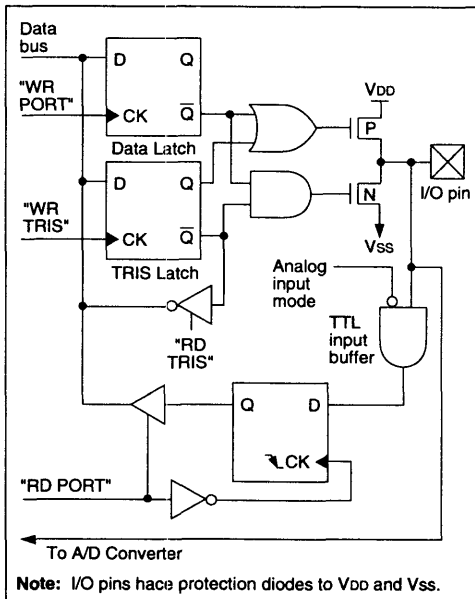 Data
bus
D
Q
"WR
PORT"
CK
Q
VDD
P
Data Latch
D
Q
I/O pin
N
"WR
TRIS"
CK
Q
VSS
TRIS Latch
Analog
input
mode
TTL
input
buffer
"RD
TRIS"
Q
D
CK
"RD PORT"
To A/D Converter
Note: I/O pins hace protection diodes to VDD and VSS.